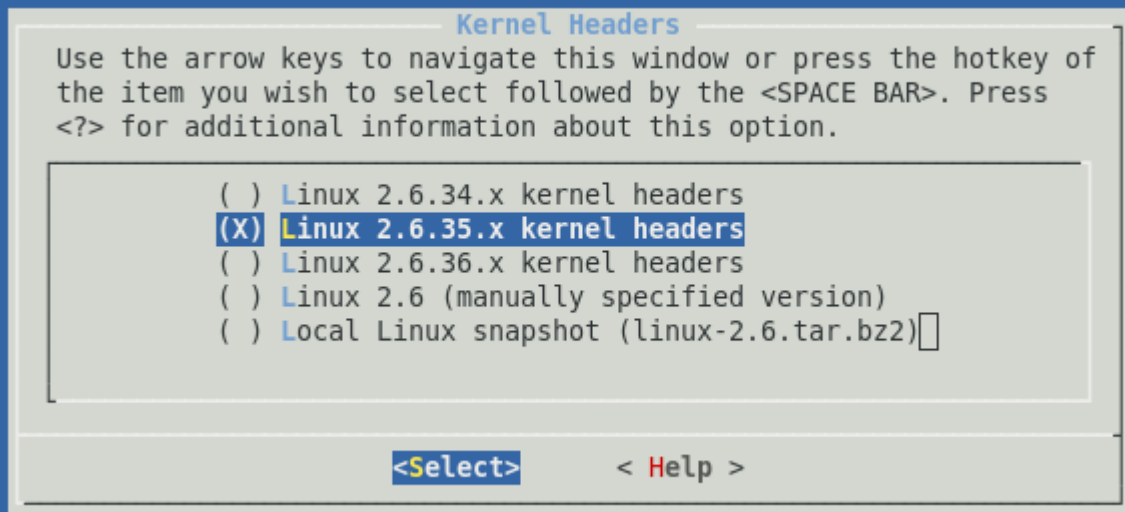 Kernel Headers
Use the arrow keys to navigate this window or press the hotkey of
the item you wish to select followed by the <SPACE BAR>. Press
<?> for additional information about this option.
( ) Linux 2.6.34.x kernel headers
(X) Linux 2.6.35.x kernel headers
( ) Linux 2.6.36.x kernel headers
( ) Linux 2.6 (manually specified version)
( ) Local Linux snapshot (linux-2.6.tar.bz2)
<Select> < Help >